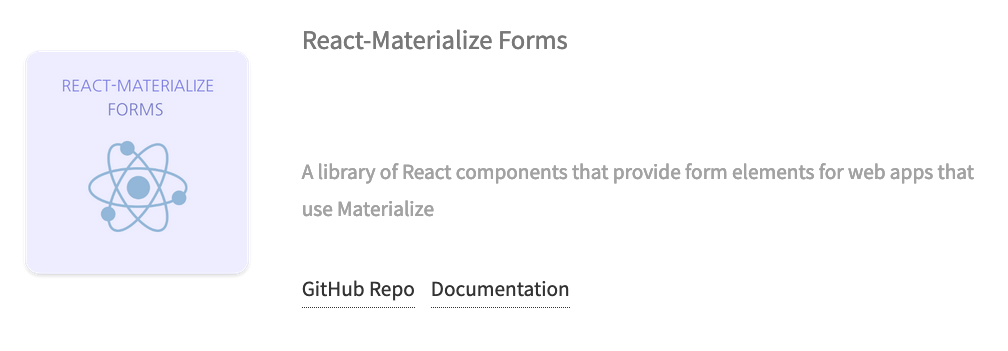 REACT-MATERIALIZE
FORMS
React-Materialize Forms
A library of React components that provide form elements for web apps that
use Materialize
GitHub Repo Documentation